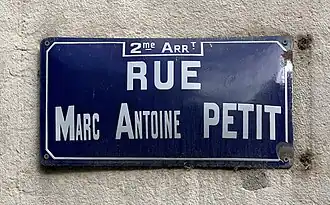 2me ARRT
RUE
MARC ANTOINE PETIT